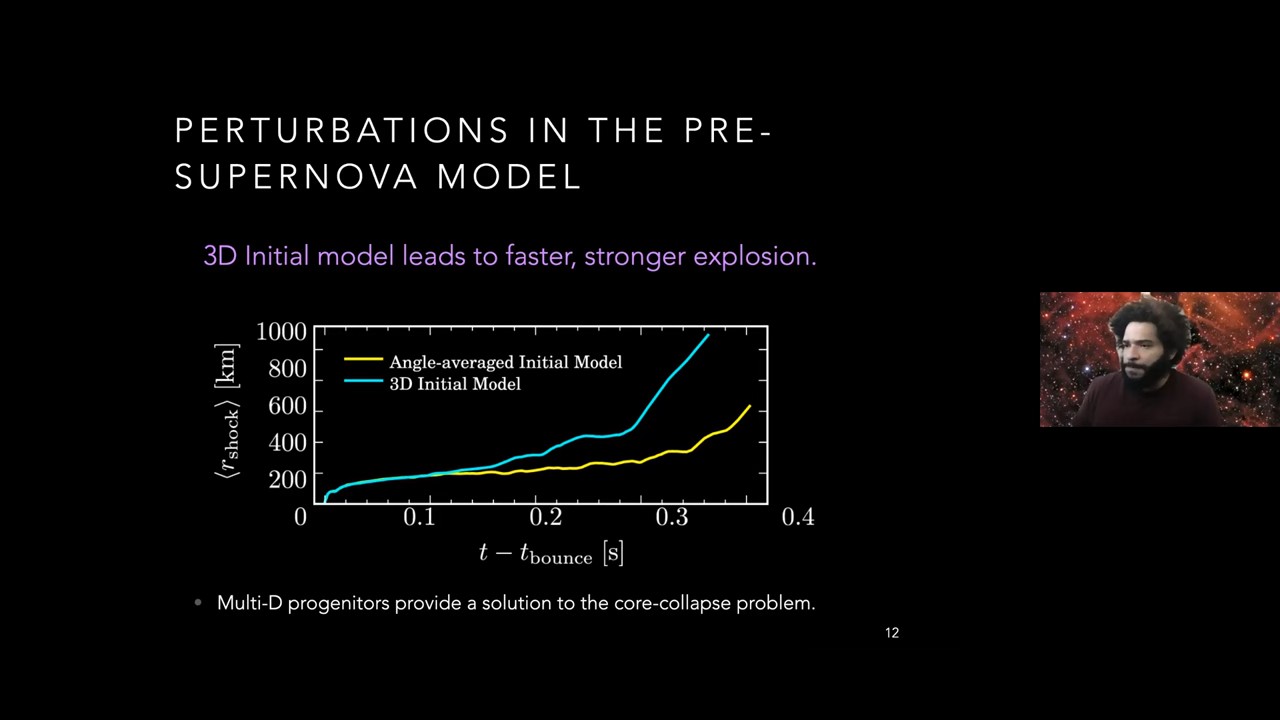 PERTURBATIONS IN THE PRE-
SUPERNOVA MODEL
3D Initial model leads to faster, stronger explosion.
1000
800
600
400
200
0
⟨r_shock⟩ [km]
Angle-averaged Initial Model
3D Initial Model
0.1 0.2 0.3 0.4
t − t_bounce [s]
• Multi-D progenitors provide a solution to the core-collapse problem.
12